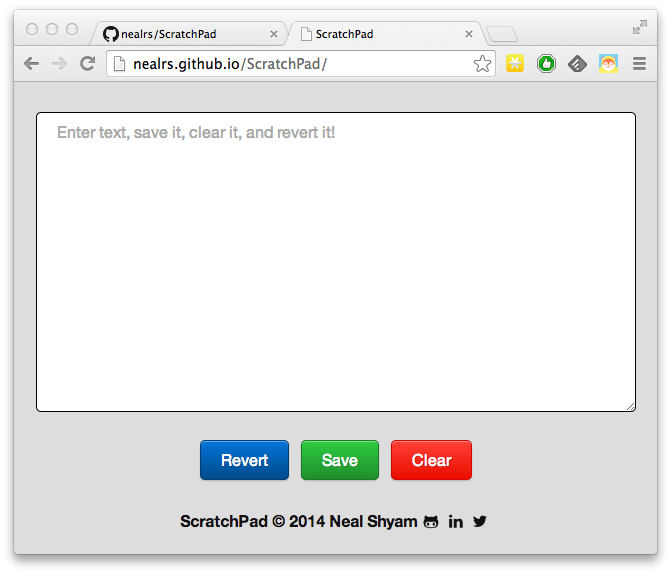 nealrs/ScratchPad
ScratchPad
nealrs.github.io/ScratchPad/
Enter text, save it, clear it, and revert it!
Revert
Save
Clear
ScratchPad © 2014 Neal Shyam